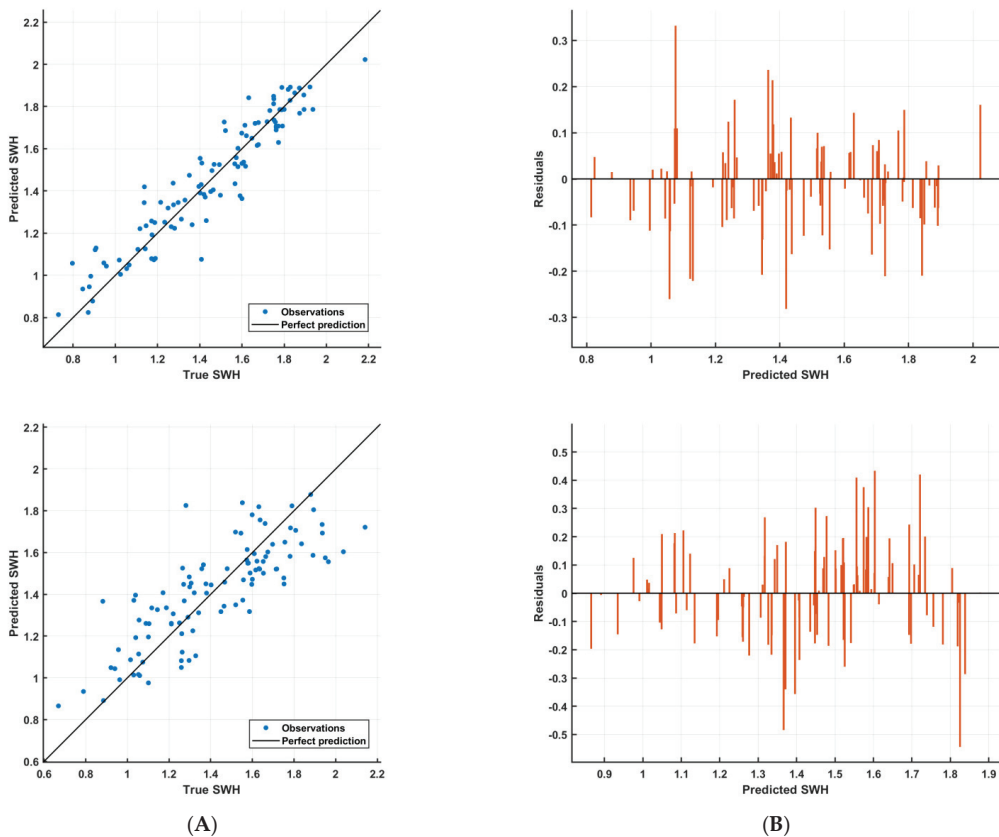 2.2
2
1.8
1.6
1.4
1.2
1
0.8
Predicted SWH
0.8 1 1.2 1.4 1.6 1.8 2 2.2
True SWH
Observations
Perfect prediction
0.3
0.2
0.1
0
-0.1
-0.2
-0.3
Residuals
0.8 1 1.2 1.4 1.6 1.8 2
Predicted SWH
2.2
2
1.8
1.6
1.4
1.2
1
0.8
0.6
Predicted SWH
0.6 0.8 1 1.2 1.4 1.6 1.8 2 2.2
True SWH
Observations
Perfect prediction
0.5
0.4
0.3
0.2
0.1
0
-0.1
-0.2
-0.3
-0.4
-0.5
Residuals
0.9 1 1.1 1.2 1.3 1.4 1.5 1.6 1.7 1.8 1.9
Predicted SWH
(A) (B)